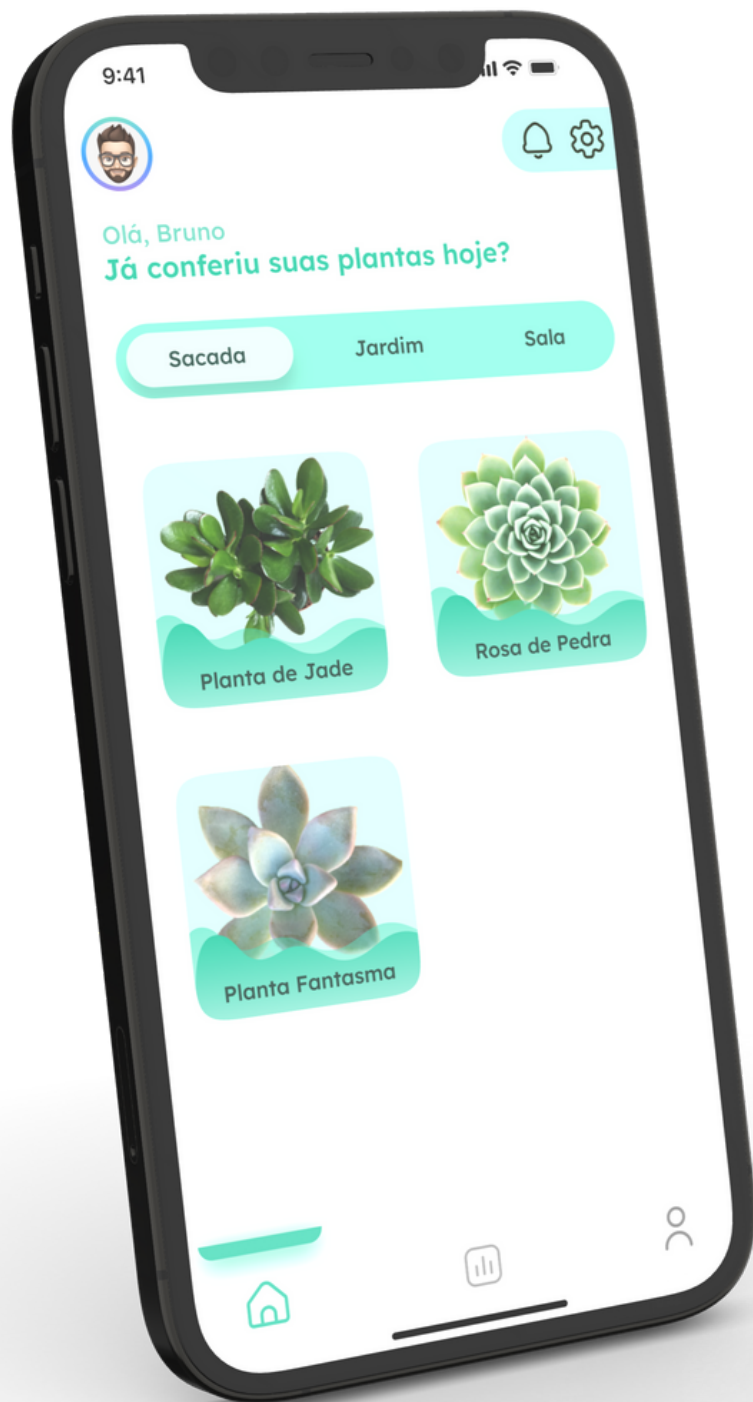 9:41
Olá, Bruno
Já conferiu suas plantas hoje?
Sacada Jardim Sala
Planta de Jade
Rosa de Pedra
Planta Fantasma